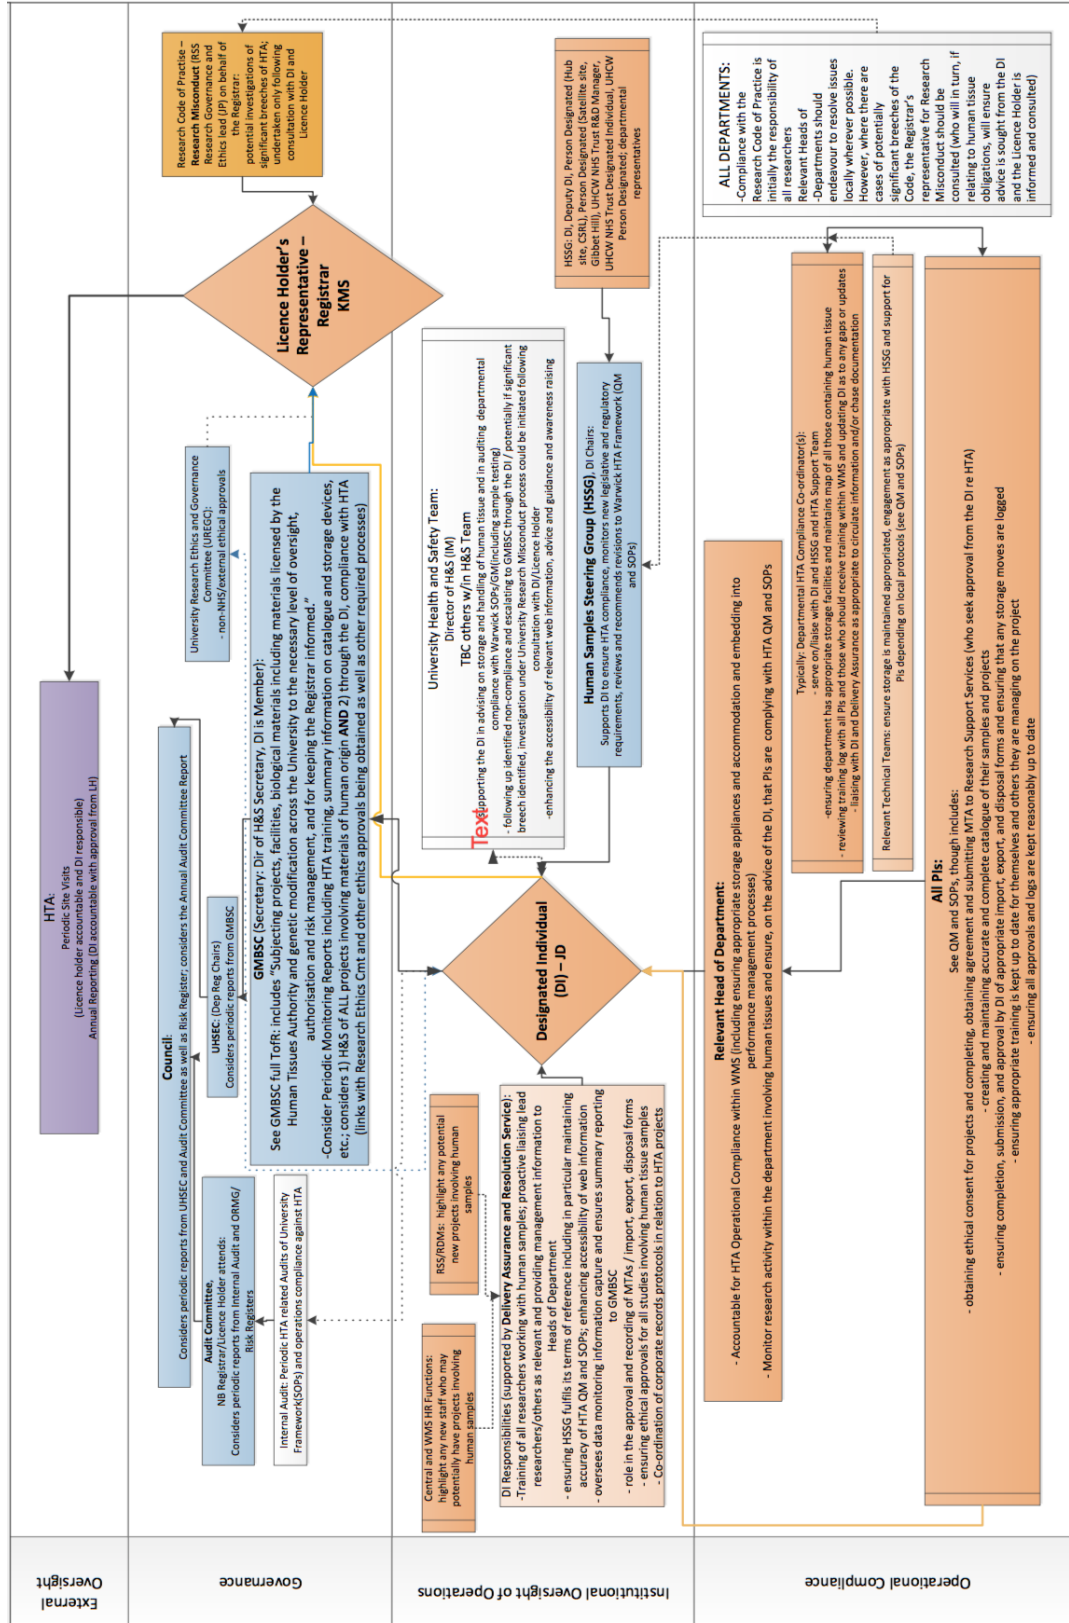 External
Oversight
HTA:
Periodic Site Visits
(Licence holder accountable and DI responsible)
Annual Reporting (DI accountable with approval from LH)
Governance
Council:
Considers periodic reports from UHSEC and Audit Committee as well as Risk Register; considers the Annual Audit Committee Report
Audit Committee,
NB Registrar/Licence Holder attends:
Considers periodic reports from Internal Audit and ORMG/
Risk Registers
Internal Audit: Periodic HTA related Audits of University
Framework(SOPs) and operations compliance against HTA
UHSEC: (Dep Reg Chairs)
Considers periodic reports from GMBSC
GMBSC (Secretary: Dir of H&S Secretary, DI is Member):
See GMBSC full TofR: includes "Subjecting projects, facilities, biological materials including materials licensed by the
Human Tissues Authority and genetic modification across the University to the necessary level of oversight,
authorisation and risk management, and for keeping the Registrar informed."
-Consider Periodic Monitoring Reports including HTA training, summary information on catalogue and storage devices,
etc.; considers 1) H&S of ALL projects involving materials of human origin AND 2) through the DI, compliance with HTA
(links with Research Ethics Cmt and other ethics approvals being obtained as well as other required processes)
University Research Ethics and Governance
Committee (UREGC):
- non-NHS/external ethical approvals
Licence Holder's
Representative –
Registrar
KMS
Research Code of Practise –
Research Misconduct (RSS
Research Governance and
Ethics lead (JP) on behalf of
the Registrar:
potential investigations of
significant breeches of HTA;
undertaken only following
consultation with DI and
Licence Holder
Institutional Oversight of Operations
Central and WMS HR Functions:
highlight any new staff who may
potentially have projects involving
human samples
RSS/RDMs: highlight any potential
new projects involving human
samples
DI Responsibilities (supported by Delivery Assurance and Resolution Service):
-Training of all researchers working with human samples; proactive liaising lead
researchers/others as relevant and providing management information to
Heads of Department
- ensuring HSSG fulfils its terms of reference including in particular maintaining
accuracy of HTA QM and SOPs; enhancing accessibility of web information
- oversees data monitoring information capture and ensures summary reporting
to GMBSC
- role in the approval and recording of MTAs / import, export, disposal forms
- ensuring ethical approvals for all studies involving human tissue samples
- Co-ordination of corporate records protocols in relation to HTA projects
Designated Individual
(DI) – JD
Text
University Health and Safety Team:
Director of H&S (IM)
TBC others w/in H&S Team
supporting the DI in advising on storage and handling of human tissue and in auditing departmental
compliance with Warwick SOPs/GM(including sample testing)
- following up identified non-compliance and escalating to GMBSC through the DI / potentially if significant
breech identified, investigation under University Research Misconduct process could be initiated following
consultation with DI/Licence Holder
-enhancing the accessibility of relevant web information, advice and guidance and awareness raising
Human Samples Steering Group (HSSG), DI Chairs:
Supports DI to ensure HTA compliance, monitors new legislative and regulatory
requirements, reviews and recommends revisions to Warwick HTA Framework (QM
and SOPs)
HSSG: DI, Deputy DI, Person Designated (Hub
site, CSRL), Person Designated (Satellite site,
Gibbet Hill), UHCW NHS Trust R&D Manager,
UHCW NHS Trust Designated Individual, UHCW
Person Designated; departmental
representatives
Operational Compliance
Relevant Head of Department:
- Accountable for HTA Operational Compliance within WMS (including ensuring appropriate storage appliances and accommodation and embedding into
performance management processes)
- Monitor research activity within the department involving human tissues and ensure, on the advice of the DI, that PIs are complying with HTA QM and SOPs
Typically: Departmental HTA Compliance Co-ordinator(s):
- serve on/liaise with DI and HSSG and HTA Support Team
-ensuring department has appropriate storage facilities and maintains map of all those containing human tissue
- reviewing training log with all PIs and those who should receive training within WMS and updating DI as to any gaps or updates
- liaising with DI and Delivery Assurance as appropriate to circulate information and/or chase documentation
Relevant Technical Teams: ensure storage is maintained appropriated, engagement as appropriate with HSSG and support for
PIs depending on local protocols (see QM and SOPs)
All PIs:
See QM and SOPs, though includes:
- obtaining ethical consent for projects and completing, obtaining agreement and submitting MTA to Research Support Services (who seek approval from the DI re HTA)
- creating and maintaining accurate and complete catalogue of their samples and projects
- ensuring completion, submission, and approval by DI of appropriate import, export, and disposal forms and ensuring that any storage moves are logged
- ensuring appropriate training is kept up to date for themselves and others they are managing on the project
- ensuring all approvals and logs are kept reasonably up to date
ALL DEPARTMENTS:
-Compliance with the
Research Code of Practice is
initially the responsibility of
all researchers
Relevant Heads of
-Departments should
endeavour to resolve issues
locally wherever possible.
However, where there are
cases of potentially
significant breeches of the
Code, the Registrar's
representative for Research
Misconduct should be
consulted (who will in turn, if
relating to human tissue
obligations, will ensure
advice is sought from the DI
and the Licence Holder is
informed and consulted)